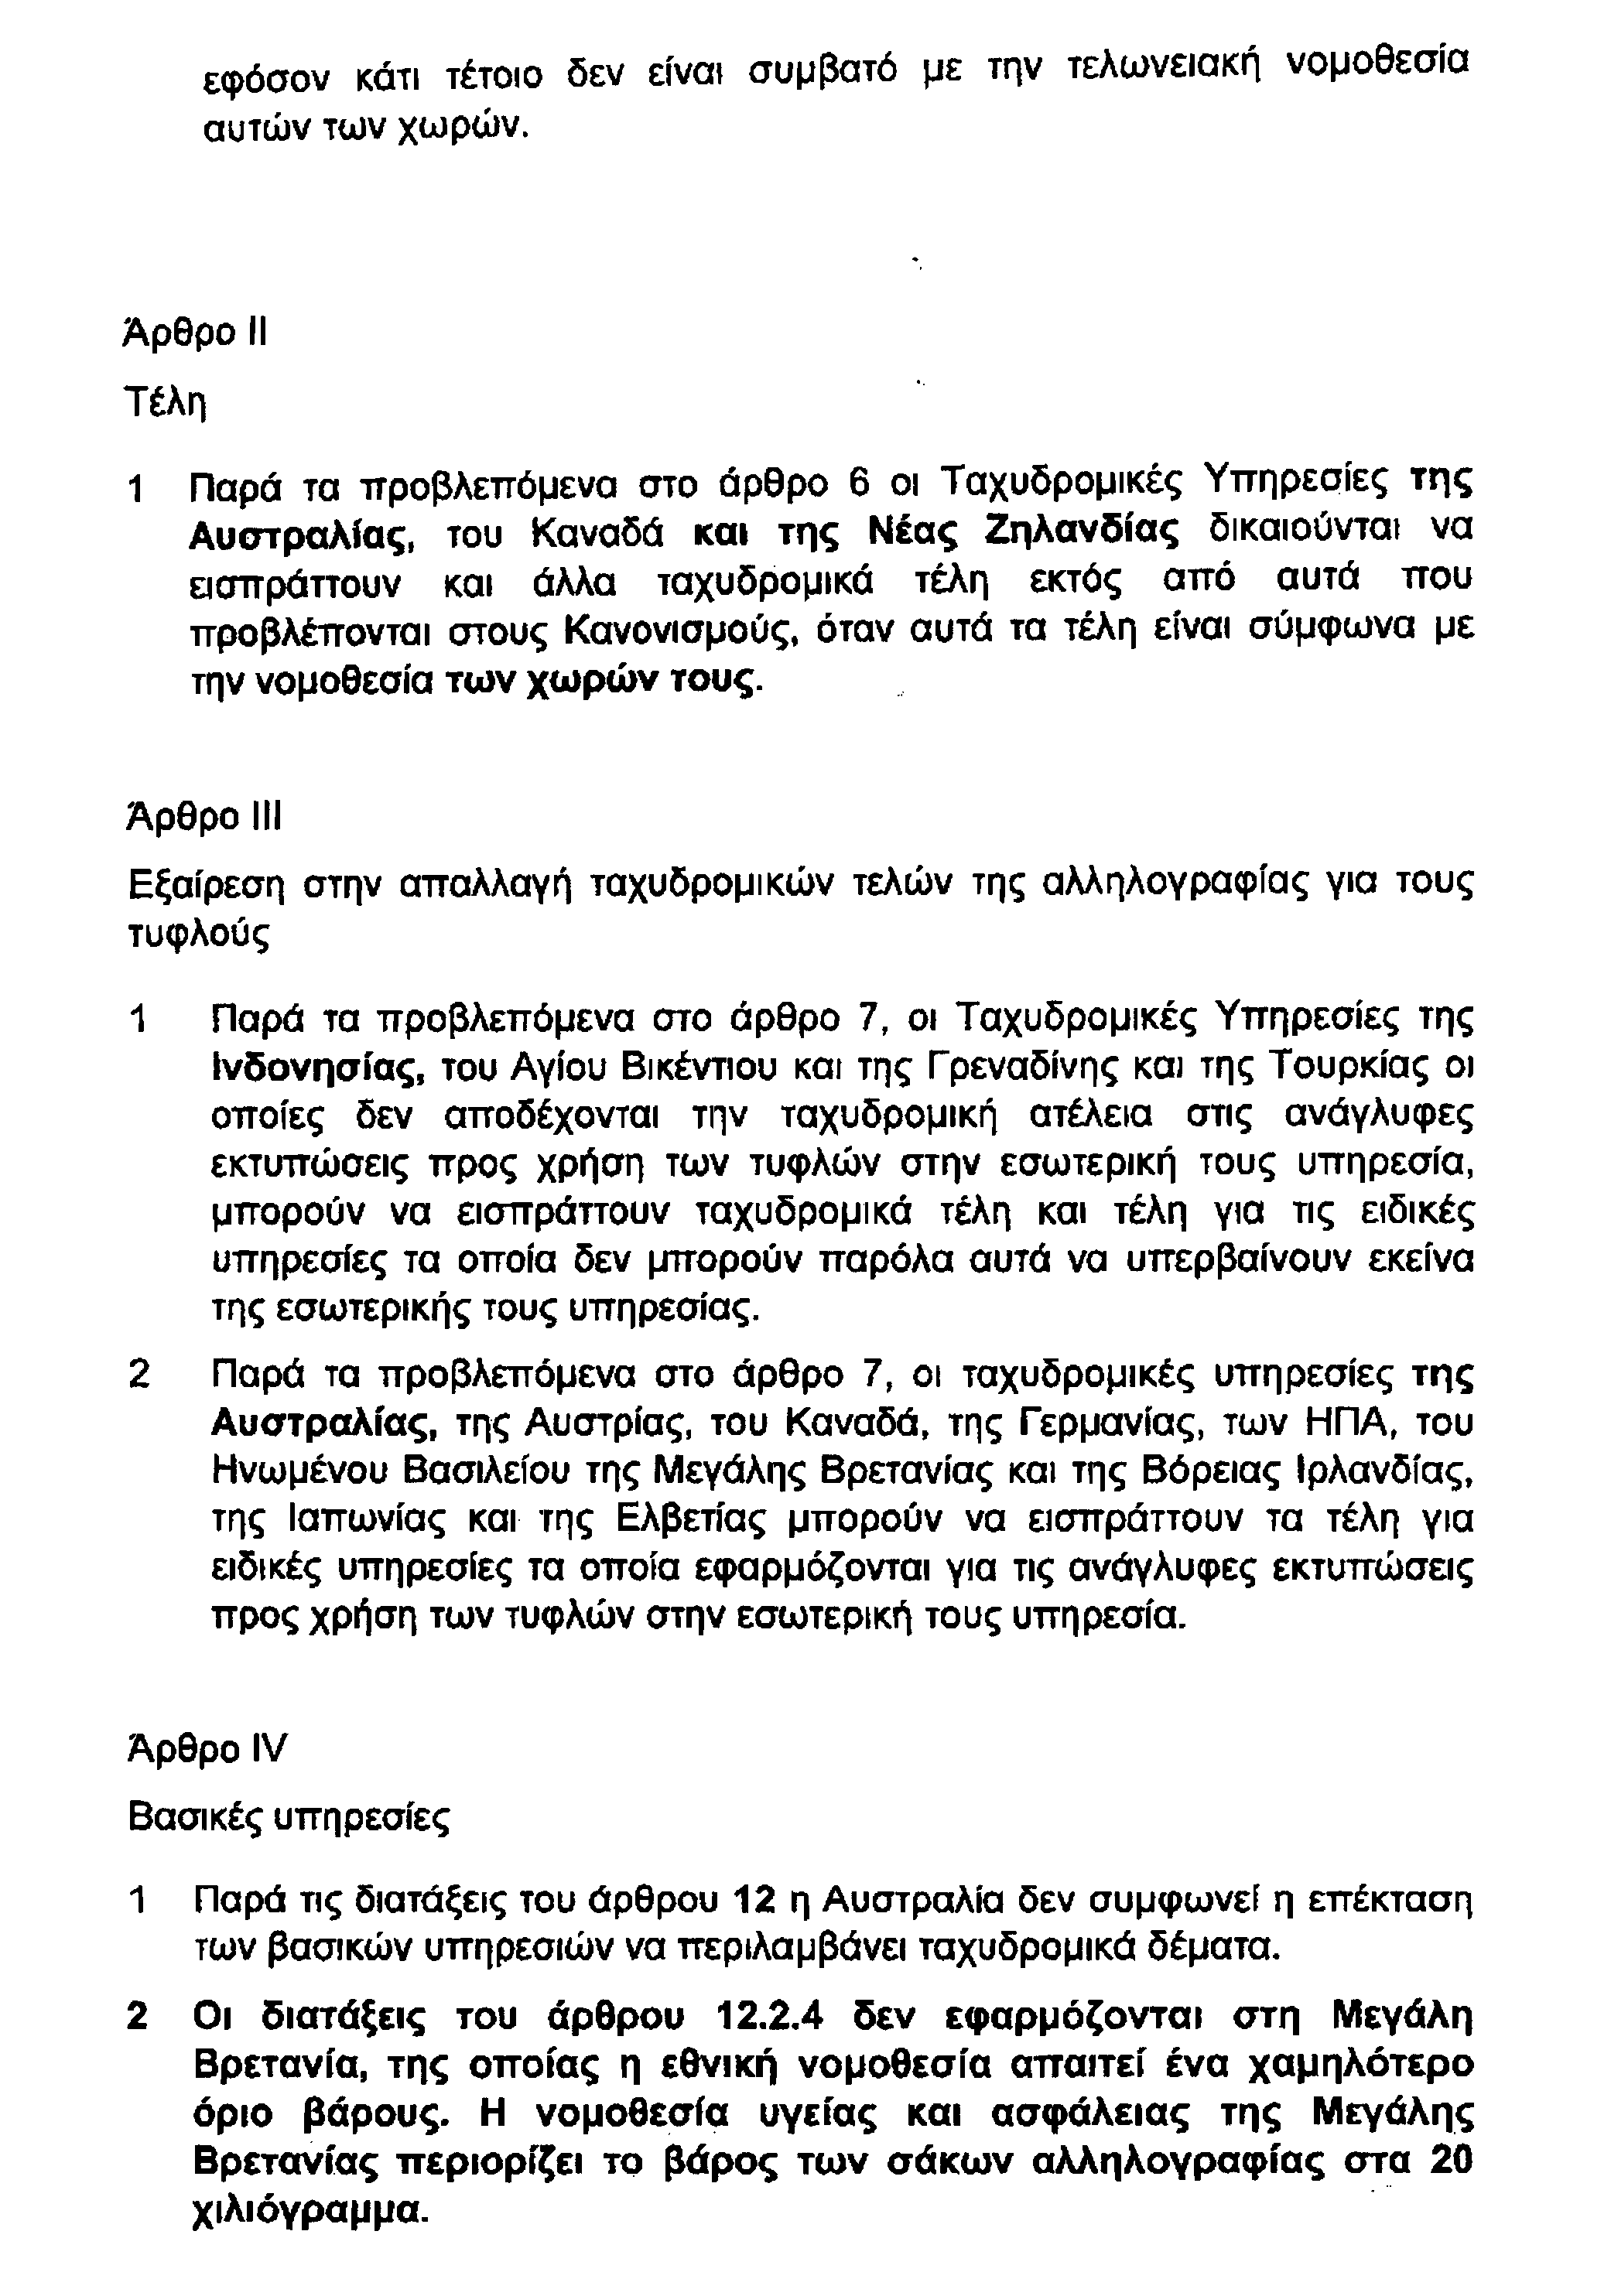 εφόσον κάτι τέτοιο δεν είναι συμβατό με την τελωνειακή νομοθεσία
αυτών των χωρών.
Άρθρο II
Τέλη
1 Παρά τα προβλεπόμενα στο άρθρο 6 οι Ταχυδρομικές Υπηρεσίες της
Αυστραλίας, του Καναδά και της Νέας Ζηλανδίας δικαιούνται να
εισπράττουν και άλλα ταχυδρομικά τέλη εκτός από αυτά που
προβλέπονται στους Κανονισμούς, όταν αυτά τα τέλη είναι σύμφωνα με
την νομοθεσία των χωρών τους.
Άρθρο III
Εξαίρεση στην απαλλαγή ταχυδρομικών τελών της αλληλογραφίας για τους
τυφλούς
1 Παρά τα προβλεπόμενα στο άρθρο 7, οι Ταχυδρομικές Υπηρεσίες της
Ινδονησίας, του Αγίου Βικέντιου και της Γρεναδίνης και της Τουρκίας οι
οποίες δεν αποδέχονται την ταχυδρομική ατέλεια στις ανάγλυφες
εκτυπώσεις προς χρήση των τυφλών στην εσωτερική τους υπηρεσία,
μπορούν να εισπράττουν ταχυδρομικά τέλη και τέλη για τις ειδικές
υπηρεσίες τα οποία δεν μπορούν παρόλα αυτά να υπερβαίνουν εκείνα
της εσωτερικής τους υπηρεσίας.
2 Παρά τα προβλεπόμενα στο άρθρο 7, οι ταχυδρομικές υπηρεσίες της
Αυστραλίας, της Αυστρίας, του Καναδά, της Γερμανίας, των ΗΠΑ, του
Ηνωμένου Βασιλείου της Μεγάλης Βρετανίας και της Βόρειας Ιρλανδίας,
της Ιαπωνίας και της Ελβετίας μπορούν να εισπράττουν τα τέλη για
ειδικές υπηρεσίες τα οποία εφαρμόζονται για τις ανάγλυφες εκτυπώσεις
προς χρήση των τυφλών στην εσωτερική τους υπηρεσία.
Άρθρο IV
Βασικές υπηρεσίες
1 Παρά τις διατάξεις του άρθρου 12 η Αυστραλία δεν συμφωνεί η επέκταση
των βασικών υπηρεσιών να περιλαμβάνει ταχυδρομικά δέματα.
2 Οι διατάξεις του άρθρου 12.2.4 δεν εφαρμόζονται στη Μεγάλη
Βρετανία, της οποίας η εθνική νομοθεσία απαιτεί ένα χαμηλότερο
όριο βάρους. Η νομοθεσία υγείας και ασφάλειας της Μεγάλης
Βρετανίας περιορίζει το βάρος των σάκων αλληλογραφίας στα 20
χιλιόγραμμα.